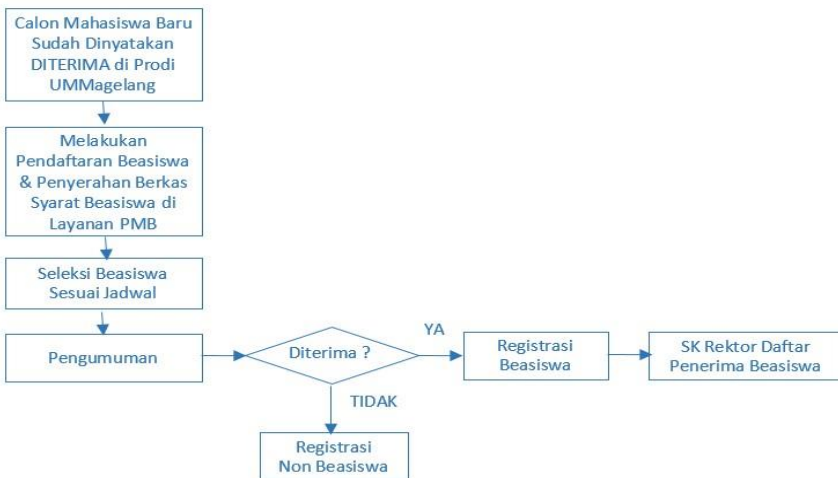 Calon Mahasiswa Baru
Sudah Dinyatakan
DITERIMA di Prodi
UMMagelang
Melakukan
Pendaftaran Beasiswa
& Penyerahan Berkas
Syarat Beasiswa di
Layanan PMB
Seleksi Beasiswa
Sesuai Jadwal
Pengumuman
Diterima ?
YA
Registrasi
Beasiswa
SK Rektor Daftar
Penerima Beasiswa
TIDAK
Registrasi
Non Beasiswa